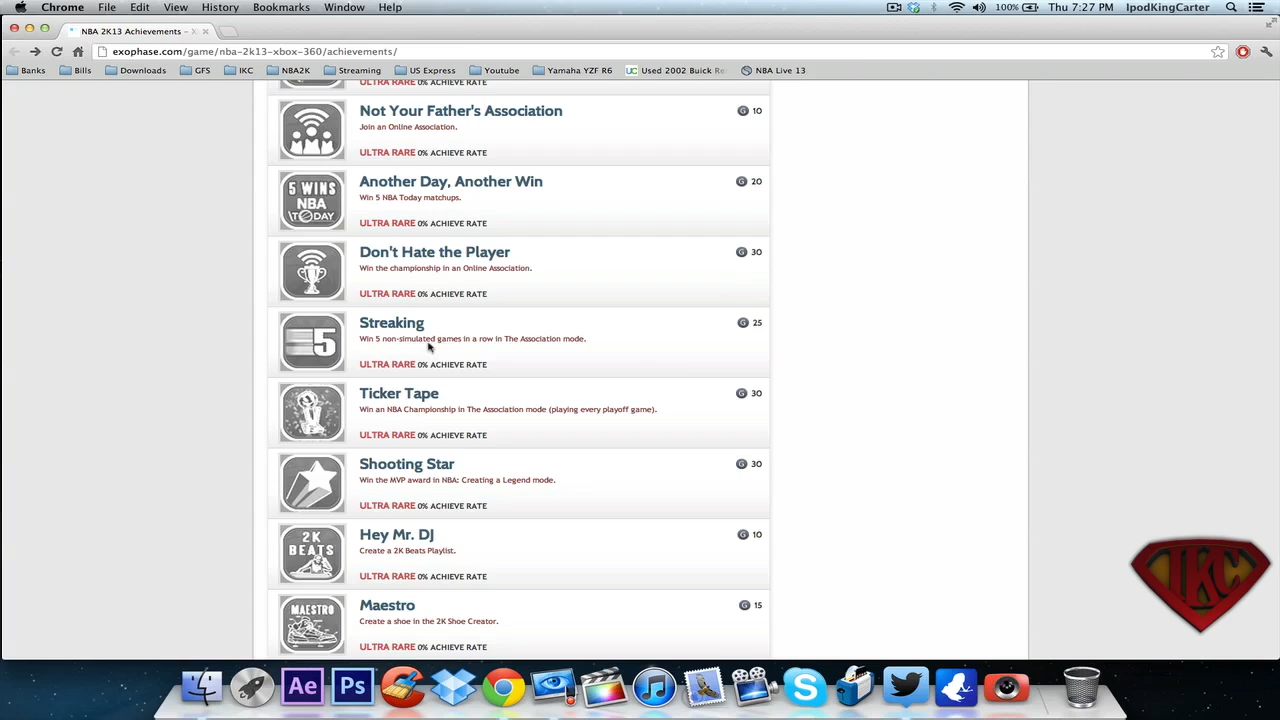 Chrome File Edit View History Bookmarks Window Help 100% Thu 7:27 PM IpodKingCarter
NBA 2K13 Achievements -
exophase.com/game/nba-2k13-xbox-360/achievements/
Banks Bills Downloads GFS IKC NBA2K Streaming US Express Youtube Yamaha YZF R6 UC Used 2002 Buick Re NBA Live 13
ULTRA RARE 0% ACHIEVE RATE
Not Your Father's Association G 10
Join an Online Association.
ULTRA RARE 0% ACHIEVE RATE
5 WINS
NBA
TODAY
Another Day, Another Win G 20
Win 5 NBA Today matchups.
ULTRA RARE 0% ACHIEVE RATE
Don't Hate the Player G 30
Win the championship in an Online Association.
ULTRA RARE 0% ACHIEVE RATE
5
Streaking G 25
Win 5 non-simulated games in a row in The Association mode.
ULTRA RARE 0% ACHIEVE RATE
Ticker Tape G 30
Win an NBA Championship in The Association mode (playing every playoff game).
ULTRA RARE 0% ACHIEVE RATE
Shooting Star G 30
Win the MVP award in NBA: Creating a Legend mode.
ULTRA RARE 0% ACHIEVE RATE
2K
BEATS
Hey Mr. DJ G 10
Create a 2K Beats Playlist.
ULTRA RARE 0% ACHIEVE RATE
MAESTRO
Maestro G 15
Create a shoe in the 2K Shoe Creator.
ULTRA RARE 0% ACHIEVE RATE
IKC
Ae Ps